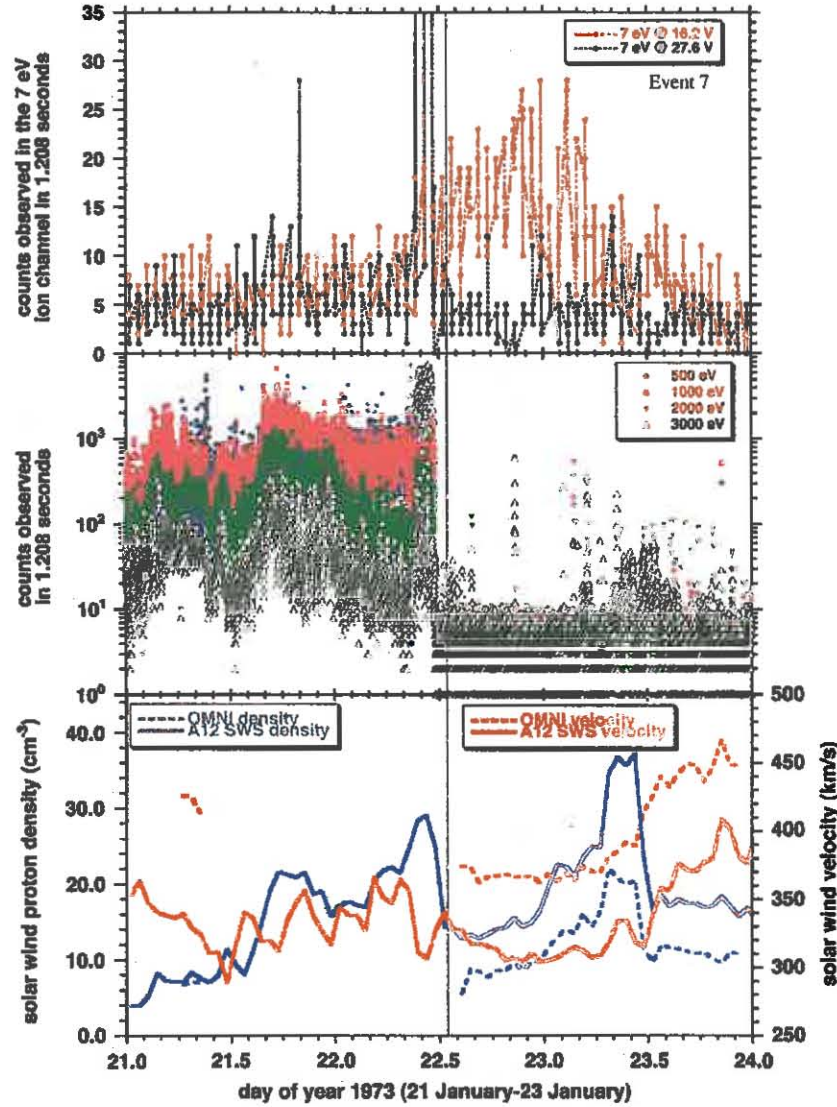 35
30
25
20
15
10
5
0
counts observed in the 7 eV
ion channel in 1.208 seconds
7 eV @ 16.2 V
7 eV @ 27.6 V
Event 7
10³
10²
10¹
10⁰
counts observed
in 1.208 seconds
500 eV
1000 eV
2000 eV
3000 eV
40.0
30.0
20.0
10.0
0.0
solar wind proton density (cm⁻³)
OMNI density
A12 SWS density
OMNI velocity
A12 SWS velocity
500
450
400
350
300
250
solar wind velocity (km/s)
21.0 21.5 22.0 22.5 23.0 23.5 24.0
day of year 1973 (21 January-23 January)